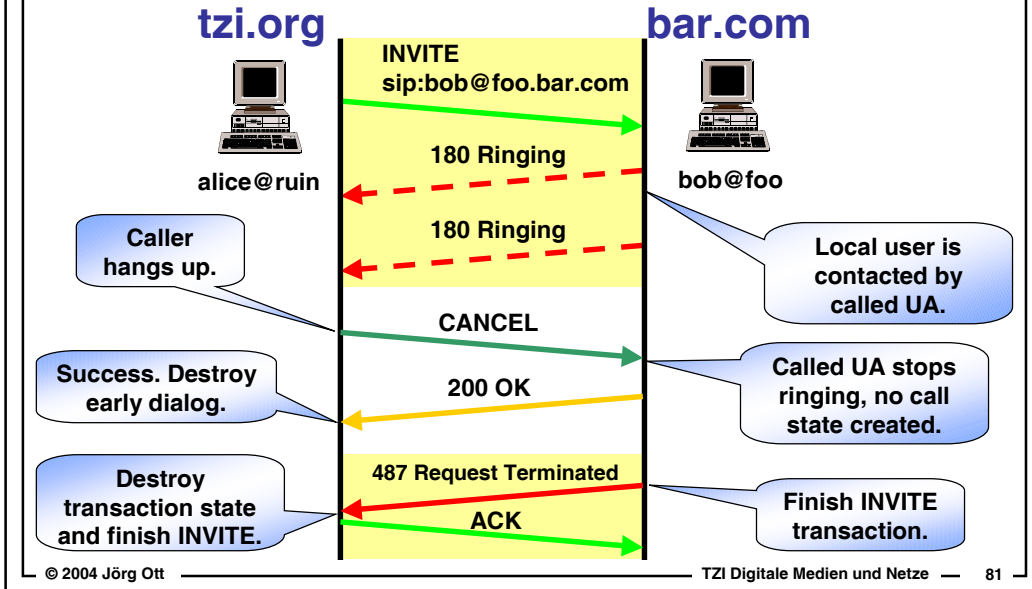 tzi.org
bar.com
INVITE
sip:bob@foo.bar.com
alice@ruin
bob@foo
180 Ringing
180 Ringing
Local user is
contacted by
called UA.
Caller
hangs up.
CANCEL
Called UA stops
ringing, no call
state created.
200 OK
Success. Destroy
early dialog.
487 Request Terminated
Finish INVITE
transaction.
Destroy
transaction state
and finish INVITE.
ACK
© 2004 Jörg Ott
TZI Digitale Medien und Netze
81